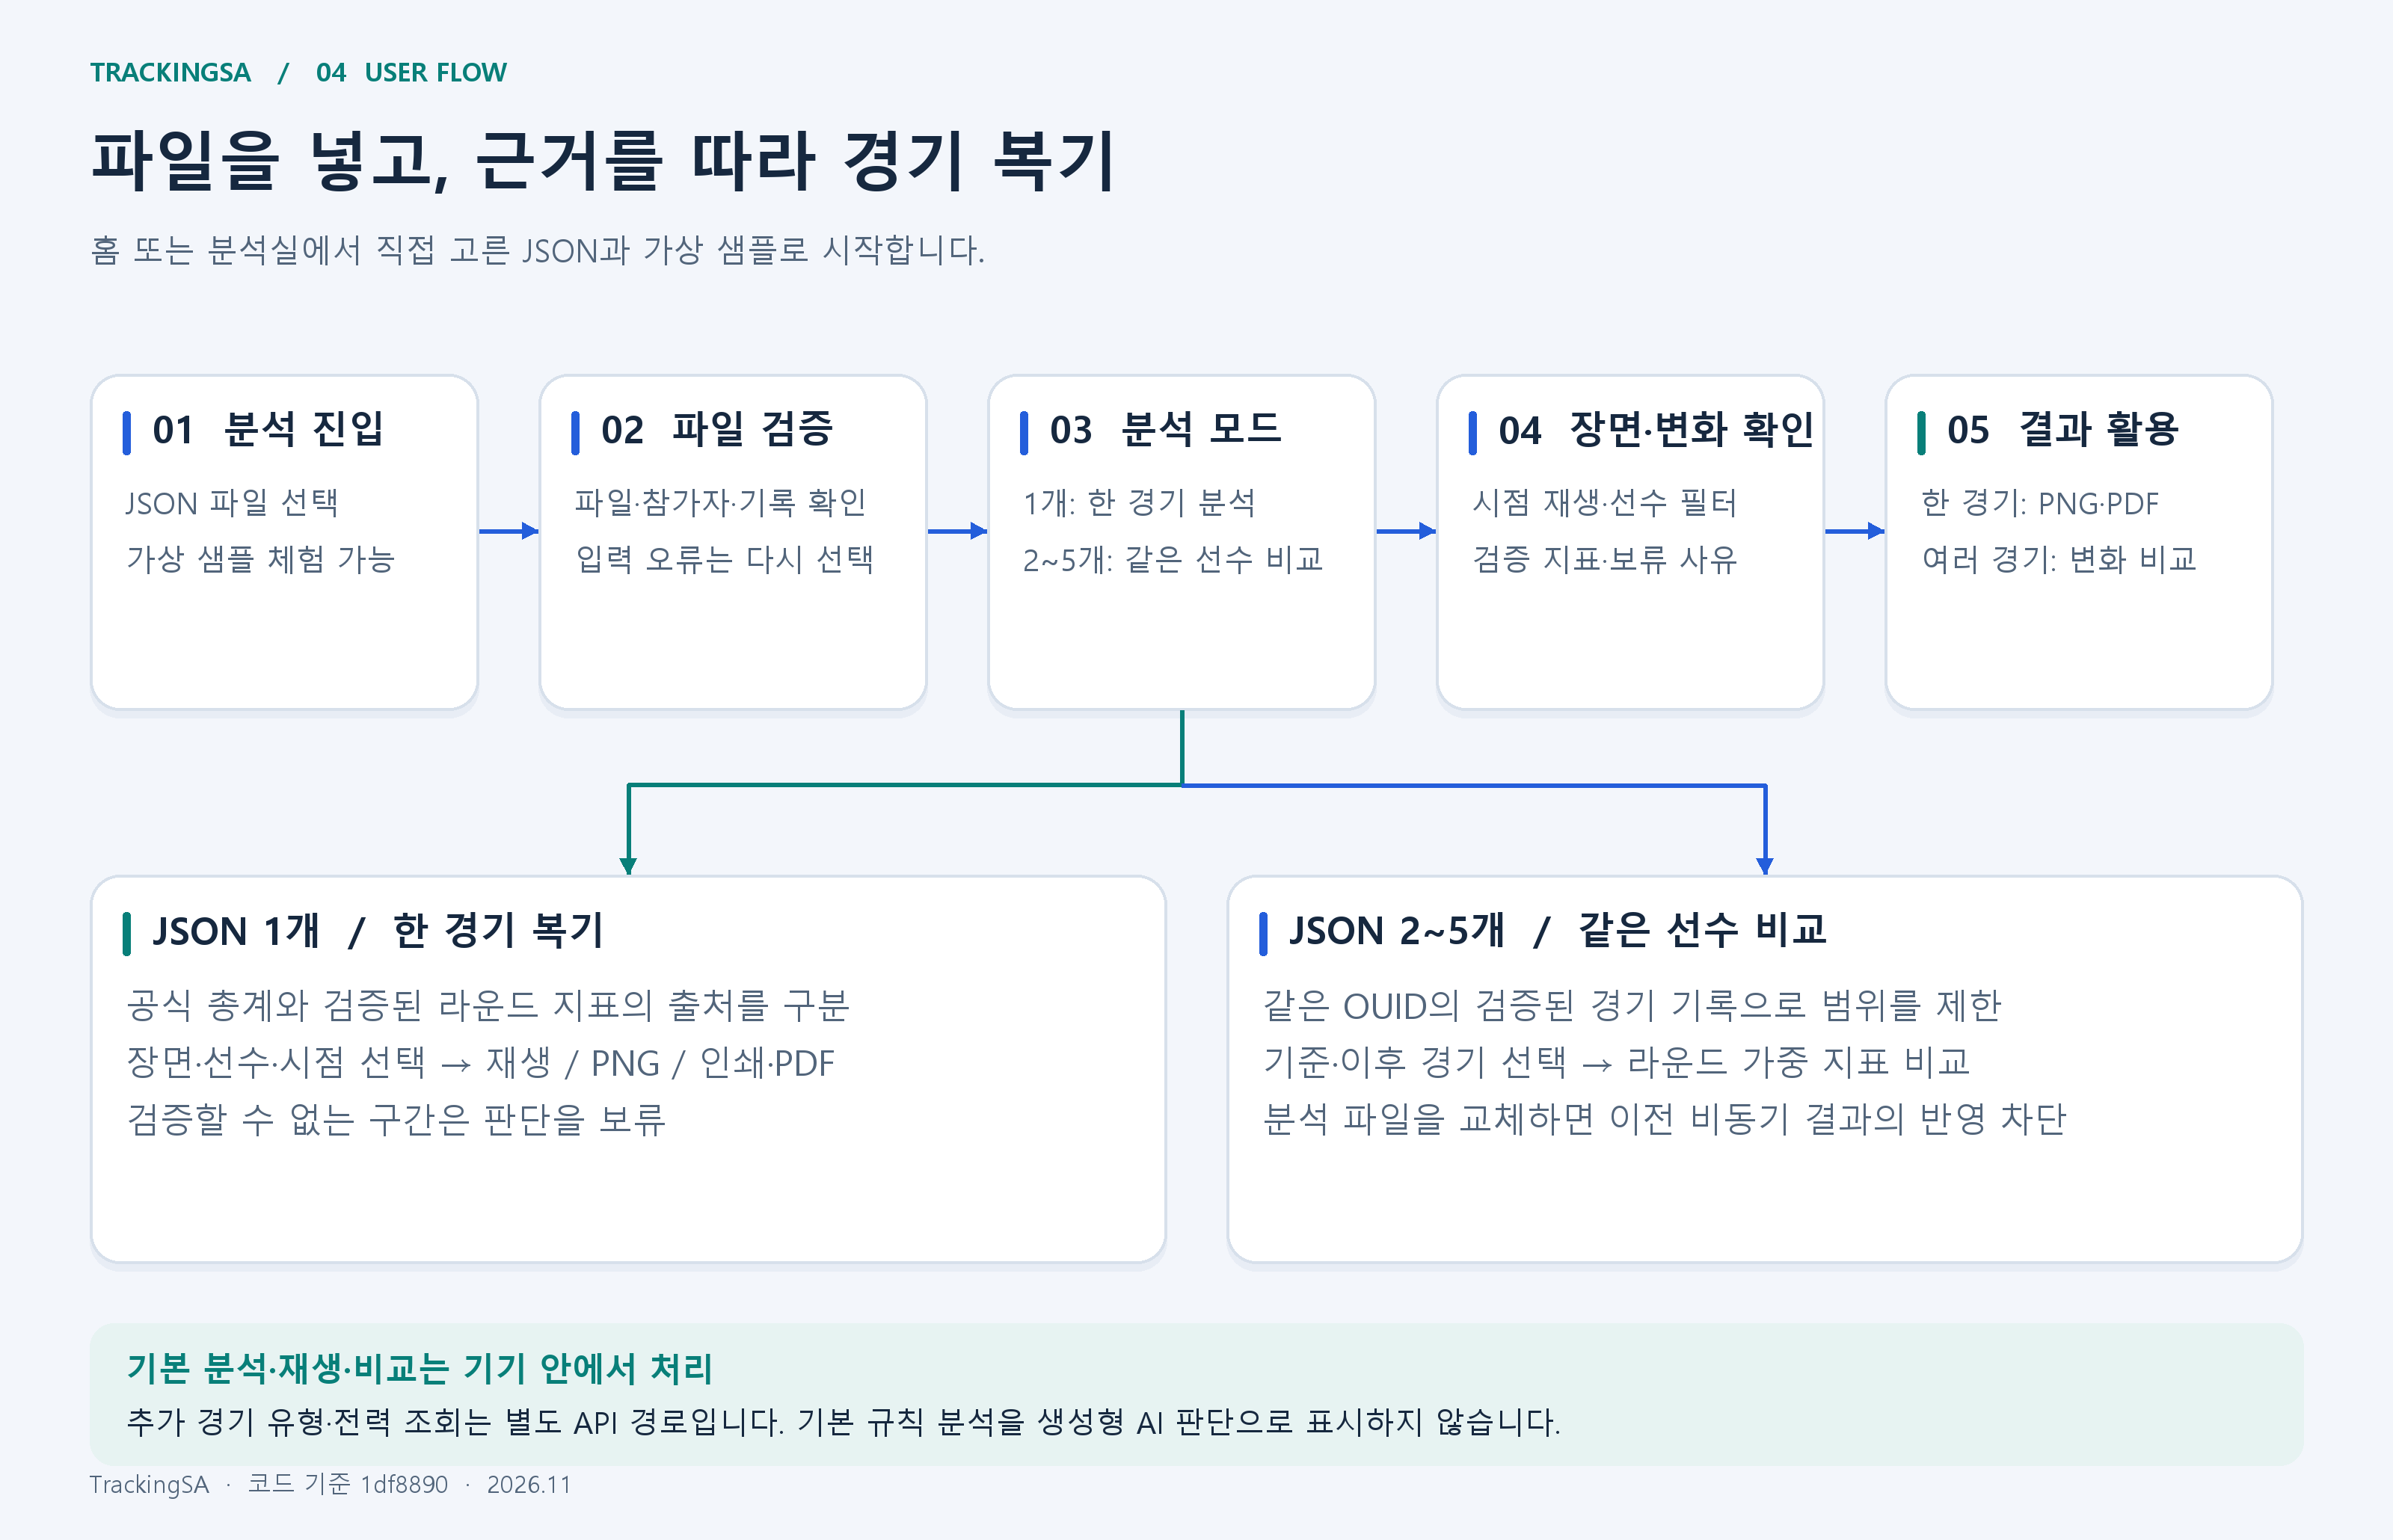 TRACKINGSA / 04 USER FLOW
파일을 넣고, 근거를 따라 경기 복기
홈 또는 분석실에서 직접 고른 JSON과 가상 샘플로 시작합니다.
01 분석 진입
JSON 파일 선택
가상 샘플 체험 가능
02 파일 검증
파일·참가자·기록 확인
입력 오류는 다시 선택
03 분석 모드
1개: 한 경기 분석
2~5개: 같은 선수 비교
04 장면·변화 확인
시점 재생·선수 필터
검증 지표·보류 사유
05 결과 활용
한 경기: PNG·PDF
여러 경기: 변화 비교
JSON 1개 / 한 경기 복기
공식 총계와 검증된 라운드 지표의 출처를 구분
장면·선수·시점 선택 → 재생 / PNG / 인쇄·PDF
검증할 수 없는 구간은 판단을 보류
JSON 2~5개 / 같은 선수 비교
같은 OUID의 검증된 경기 기록으로 범위를 제한
기준·이후 경기 선택 → 라운드 가중 지표 비교
분석 파일을 교체하면 이전 비동기 결과의 반영 차단
기본 분석·재생·비교는 기기 안에서 처리
추가 경기 유형·전력 조회는 별도 API 경로입니다. 기본 규칙 분석을 생성형 AI 판단으로 표시하지 않습니다.
TrackingSA · 코드 기준 1df8890 · 2026.11